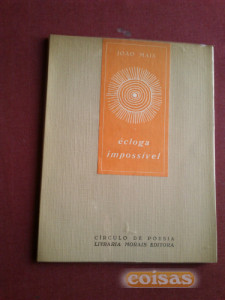 JOÃO MAIA
écloga
impossível
CÍRCULO DE POESIA
LIVRARIA MORAIS EDITORA
coisas